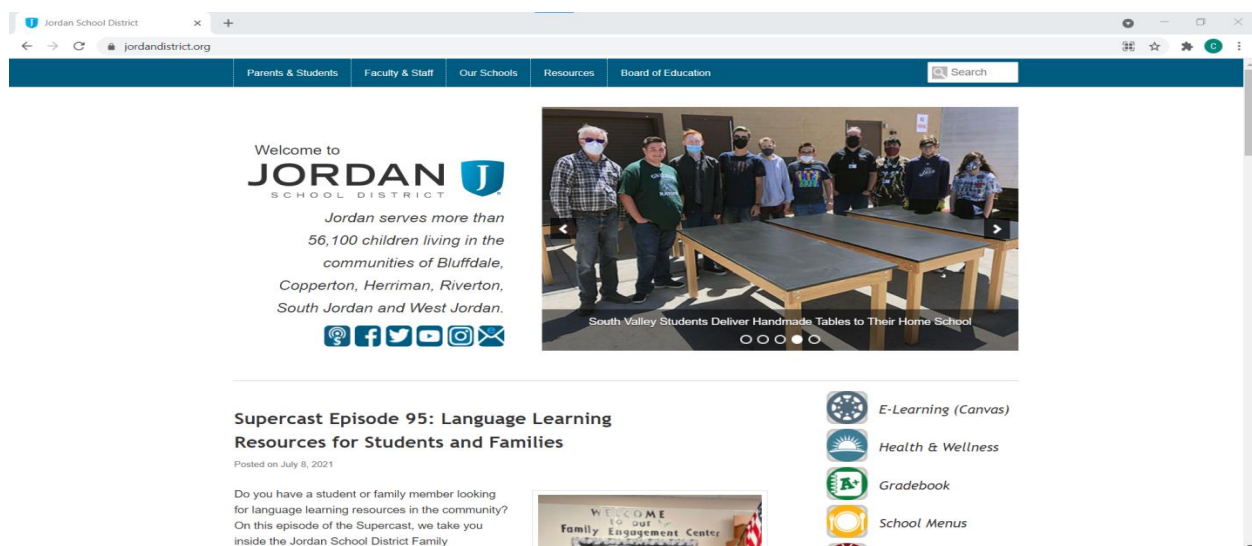 Jordan School District
jordandistrict.org
C
Parents & Students Faculty & Staff Our Schools Resources Board of Education Search
Welcome to
JORDAN J
SCHOOL DISTRICT
Jordan serves more than
56,100 children living in the
communities of Bluffdale,
Copperton, Herriman, Riverton,
South Jordan and West Jordan.
South Valley Students Deliver Handmade Tables to Their Home School
Supercast Episode 95: Language Learning
Resources for Students and Families
Posted on July 8, 2021
Do you have a student or family member looking
for language learning resources in the community?
On this episode of the Supercast, we take you
inside the Jordan School District Family
WELCOME
to our
Family Engagement Center
E-Learning (Canvas)
Health & Wellness
A+
Gradebook
School Menus